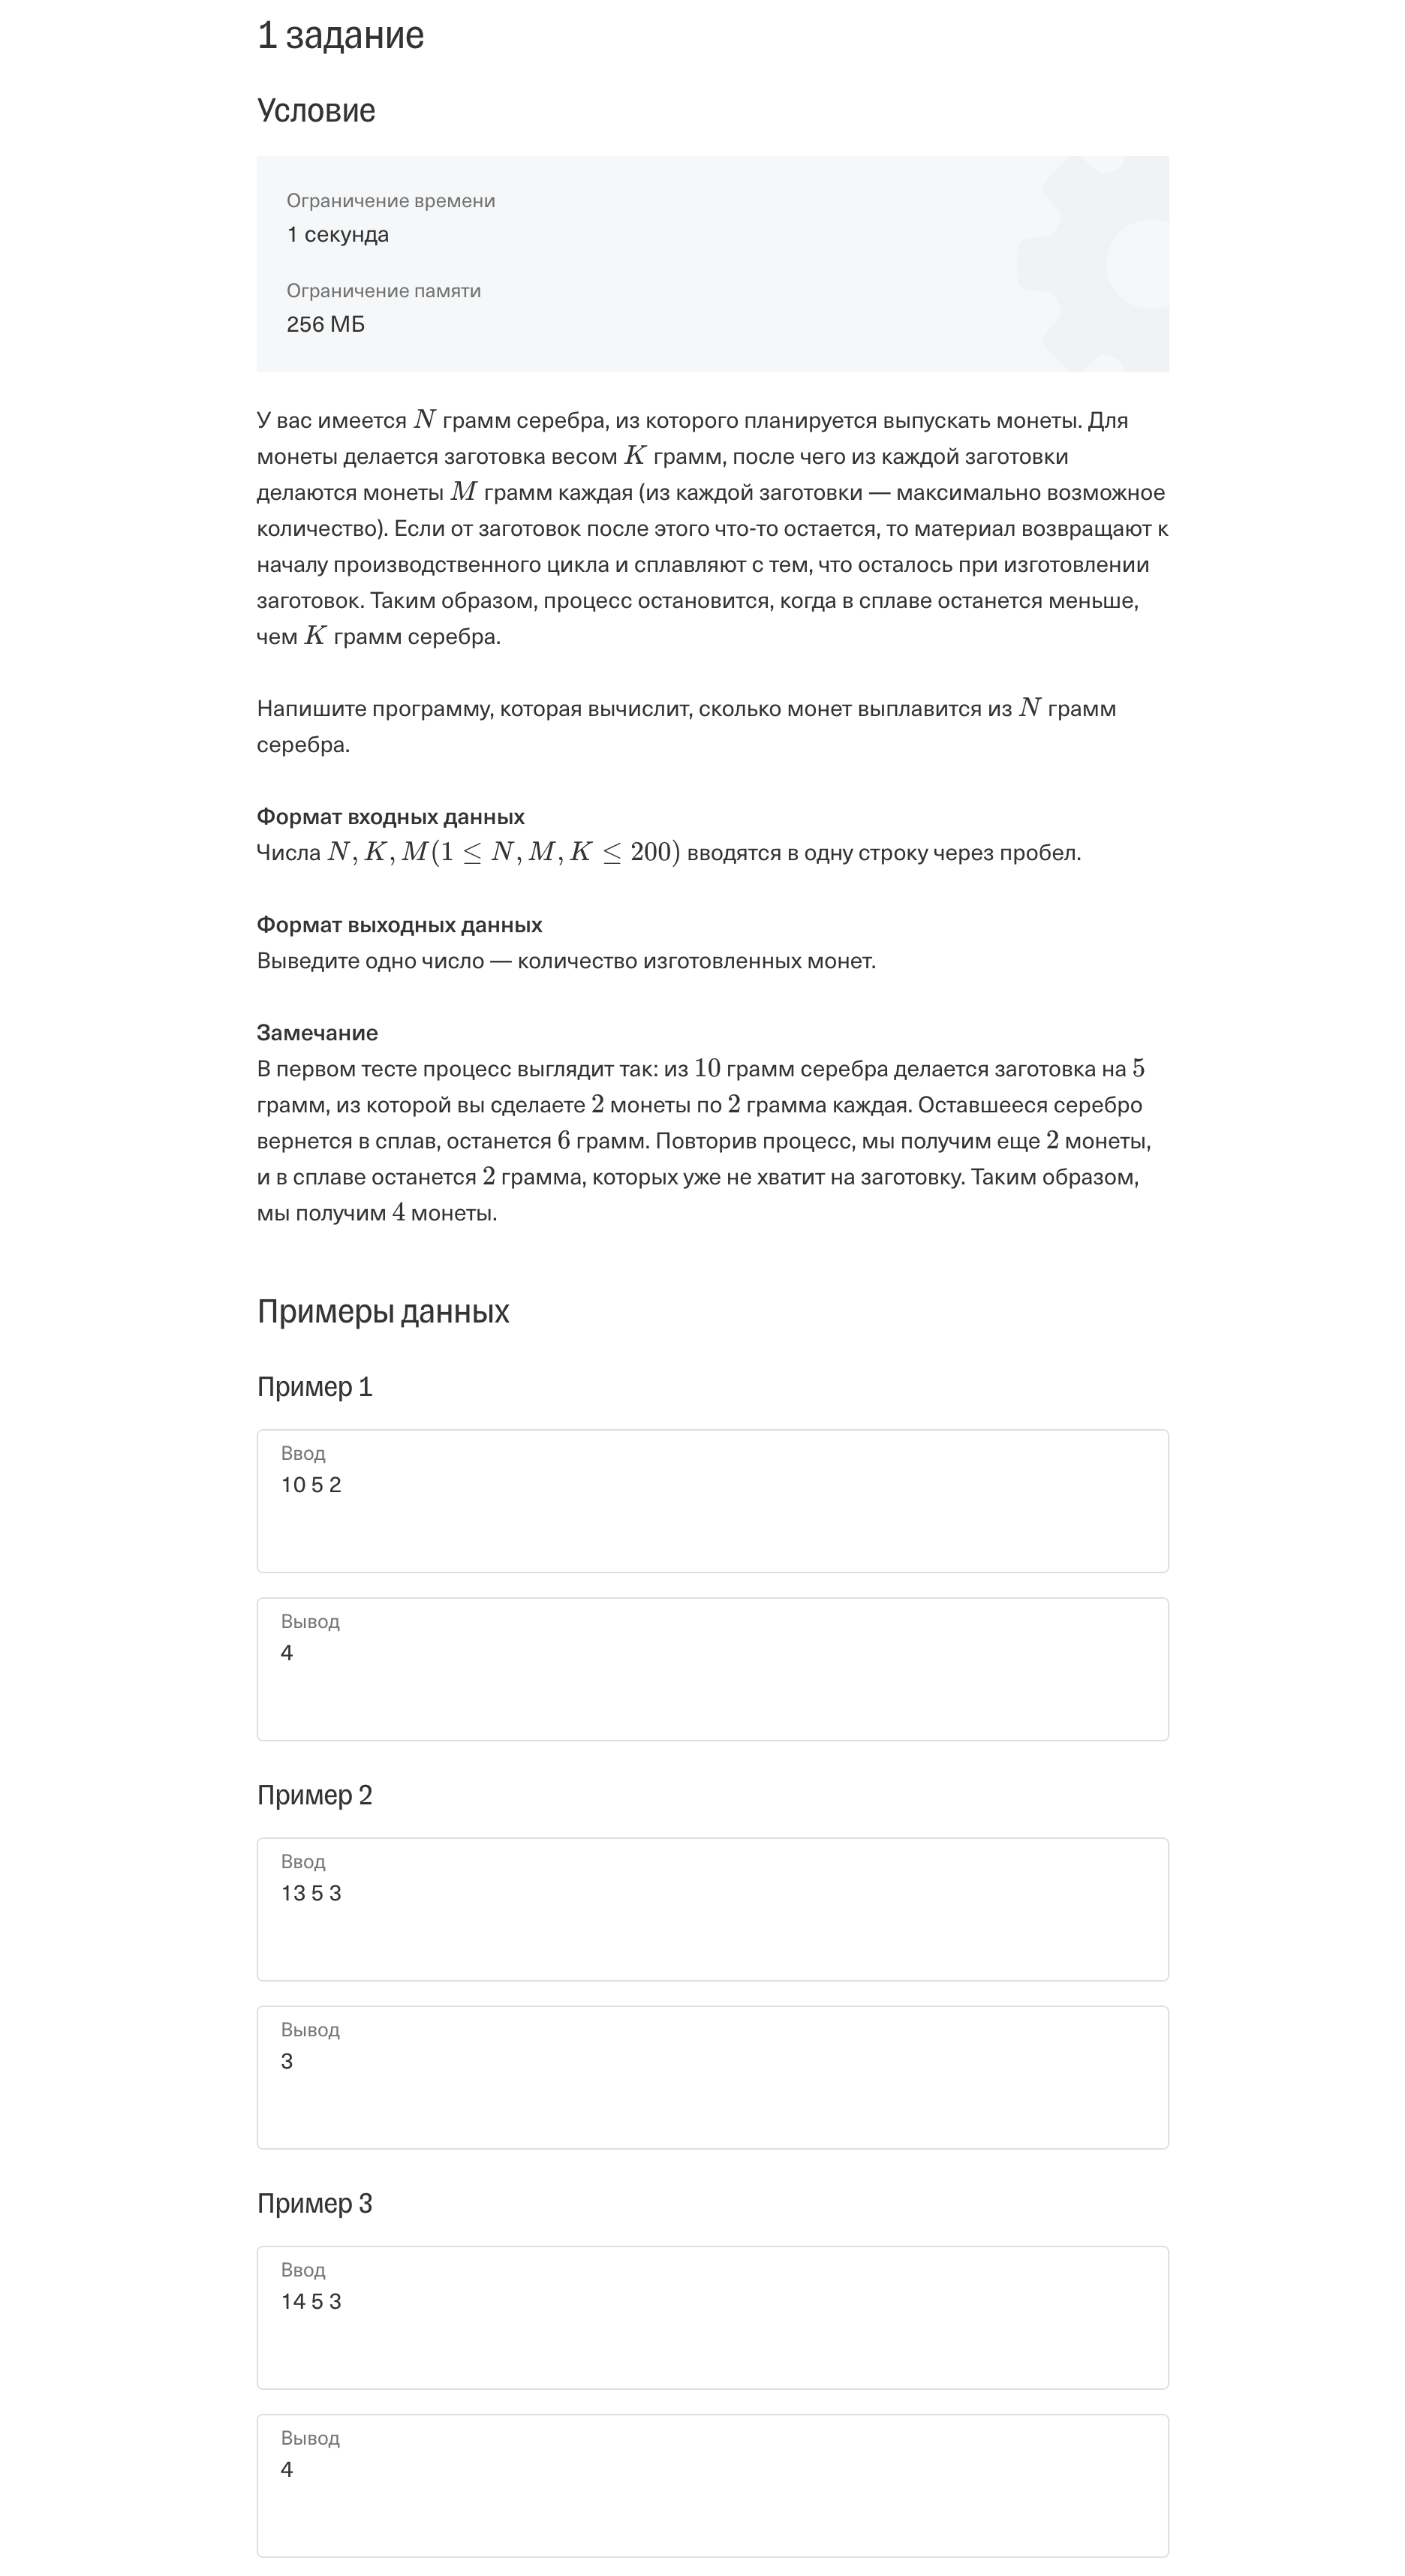 1 задание
Условие
Ограничение времени
1 секунда
Ограничение памяти
256 МБ
У вас имеется N грамм серебра, из которого планируется выпускать монеты. Для
монеты делается заготовка весом K грамм, после чего из каждой заготовки
делаются монеты M грамм каждая (из каждой заготовки — максимально возможное
количество). Если от заготовок после этого что-то остается, то материал возвращают к
началу производственного цикла и сплавляют с тем, что осталось при изготовлении
заготовок. Таким образом, процесс остановится, когда в сплаве останется меньше,
чем K грамм серебра.
Напишите программу, которая вычислит, сколько монет выплавится из N грамм
серебра.
Формат входных данных
Числа N, K, M(1 ≤ N, M, K ≤ 200) вводятся в одну строку через пробел.
Формат выходных данных
Выведите одно число — количество изготовленных монет.
Замечание
В первом тесте процесс выглядит так: из 10 грамм серебра делается заготовка на 5
грамм, из которой вы сделаете 2 монеты по 2 грамма каждая. Оставшееся серебро
вернется в сплав, останется 6 грамм. Повторив процесс, мы получим еще 2 монеты,
и в сплаве останется 2 грамма, которых уже не хватит на заготовку. Таким образом,
мы получим 4 монеты.
Примеры данных
Пример 1
Ввод
10 5 2
Вывод
4
Пример 2
Ввод
13 5 3
Вывод
3
Пример 3
Ввод
14 5 3
Вывод
4